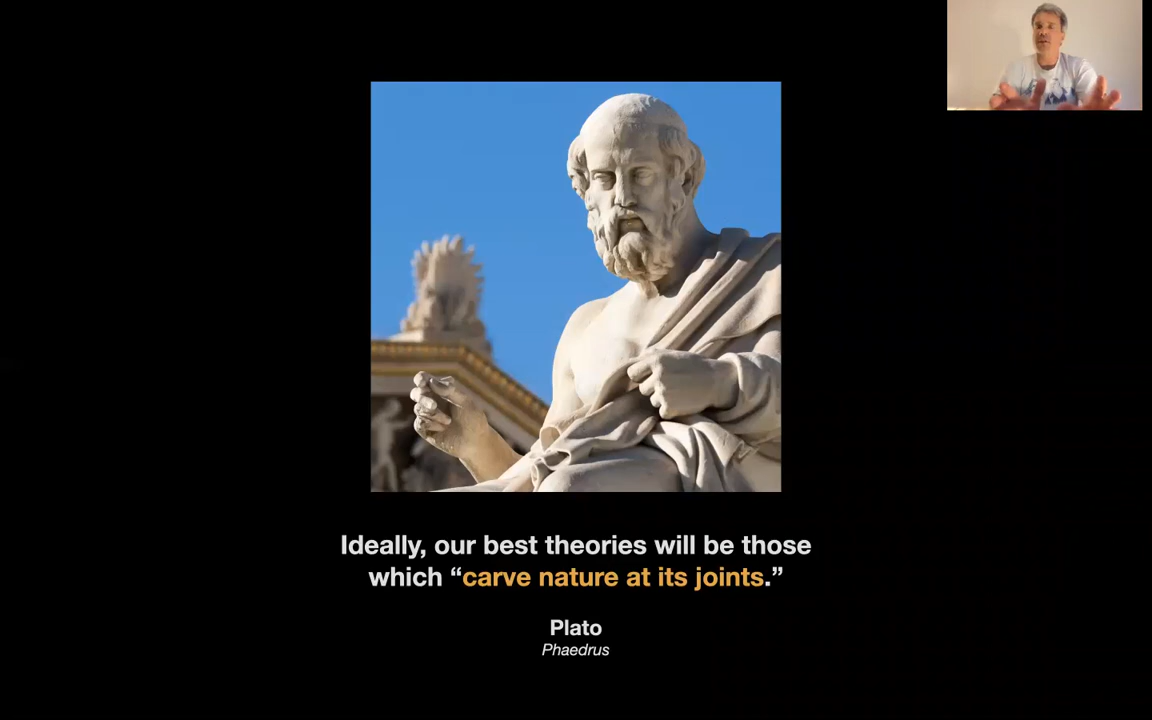 Ideally, our best theories will be those
which “carve nature at its joints.”
Plato
Phaedrus